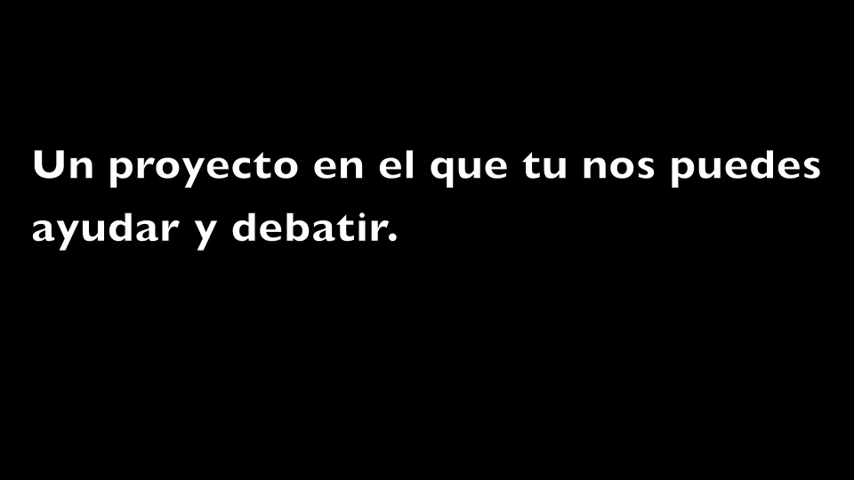 Un proyecto en el que tu nos puedes
ayudar y debatir.